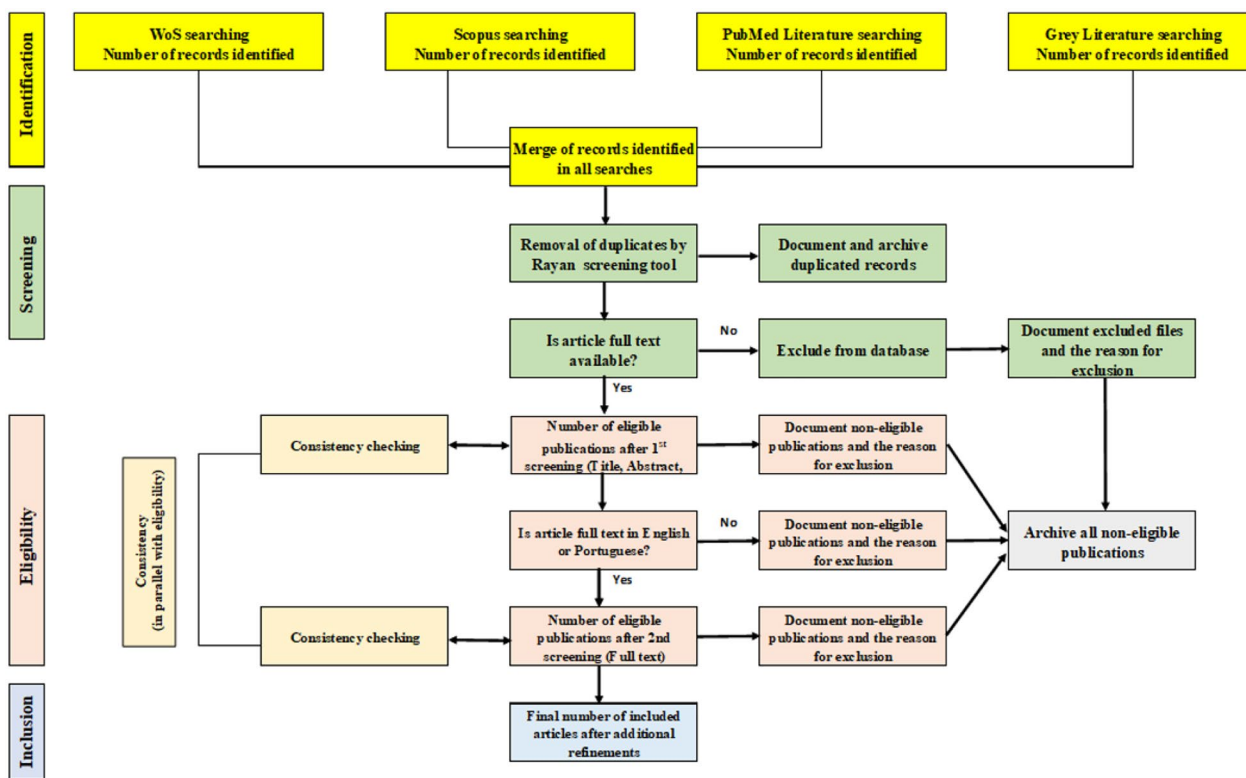 Identification
WoS searching
Number of records identified
Scopus searching
Number of records identified
PubMed Literature searching
Number of records identified
Grey Literature searching
Number of records identified
Merge of records identified
in all searches
Screening
Removal of duplicates by
Rayan screening tool
Document and archive
duplicated records
Is article full text
available?
No
Exclude from database
Document excluded files
and the reason for
exclusion
Yes
Eligibility
Consistency
(in parallel with eligibility)
Consistency checking
Number of eligible
publications after 1st
screening (Title, Abstract,
Document non-eligible
publications and the reason
for exclusion
Is article full text in English
or Portuguese?
No
Document non-eligible
publications and the reason
for exclusion
Archive all non-eligible
publications
Yes
Consistency checking
Number of eligible
publications after 2nd
screening (Full text)
Document non-eligible
publications and the reason
for exclusion
Inclusion
Final number of included
articles after additional
refinements